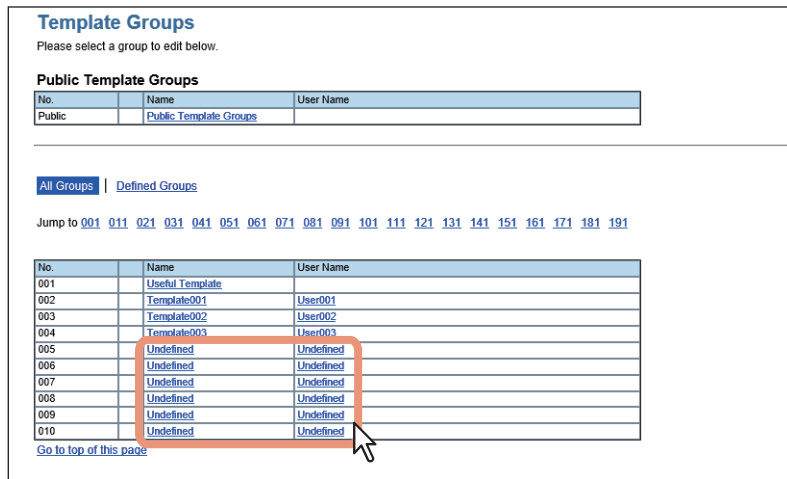 Template Groups
Please select a group to edit below.
Public Template Groups
No. Name User Name
Public Public Template Groups
All Groups | Defined Groups
Jump to 001 011 021 031 041 051 061 071 081 091 101 111 121 131 141 151 161 171 181 191
No. Name User Name
001 Useful Template
002 Template001 User001
003 Template002 User002
004 Template003 User003
005 Undefined Undefined
006 Undefined Undefined
007 Undefined Undefined
008 Undefined Undefined
009 Undefined Undefined
010 Undefined Undefined
Go to top of this page